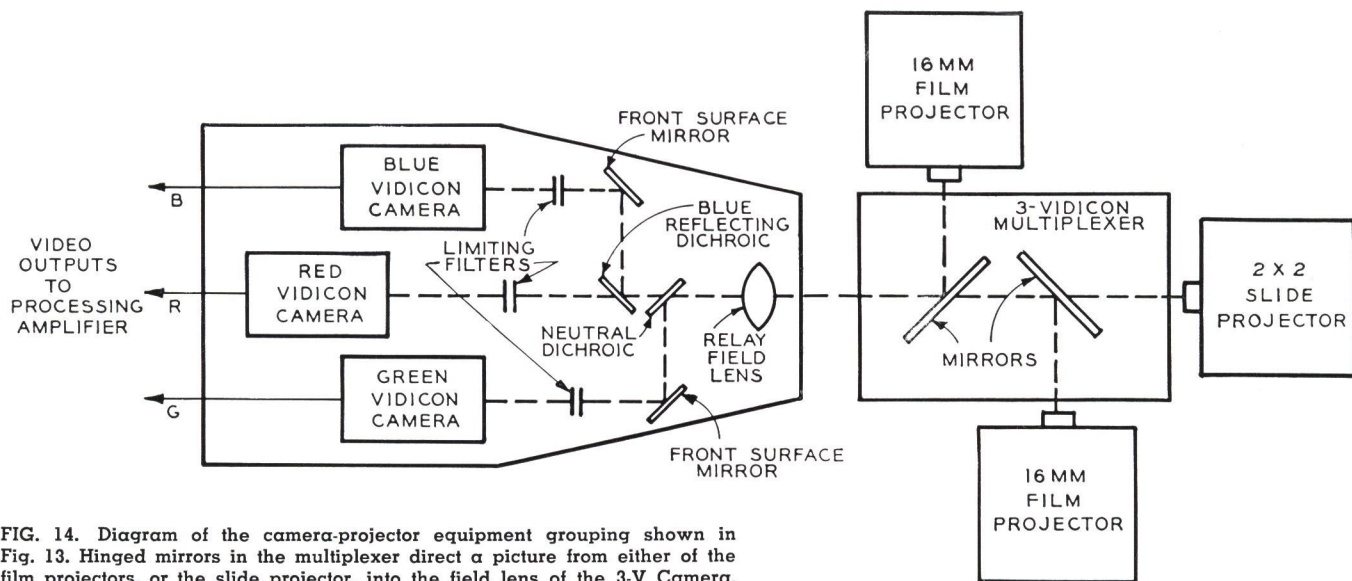 16 MM
FILM
PROJECTOR
FRONT SURFACE
MIRROR
BLUE
VIDICON
CAMERA
B
BLUE
REFLECTING
DICHROIC
3-VIDICON
MULTIPLEXER
LIMITING
FILTERS
VIDEO
OUTPUTS
TO
PROCESSING
AMPLIFIER
RED
VIDICON
CAMERA
R
2 X 2
SLIDE
PROJECTOR
NEUTRAL
DICHROIC
RELAY
FIELD
LENS
MIRRORS
GREEN
VIDICON
CAMERA
G
FRONT SURFACE
MIRROR
16 MM
FILM
PROJECTOR
FIG. 14. Diagram of the camera-projector equipment grouping shown in
Fig. 13. Hinged mirrors in the multiplexer direct a picture from either of the
film projectors, or the slide projector, into the field lens of the 3-V Camera.